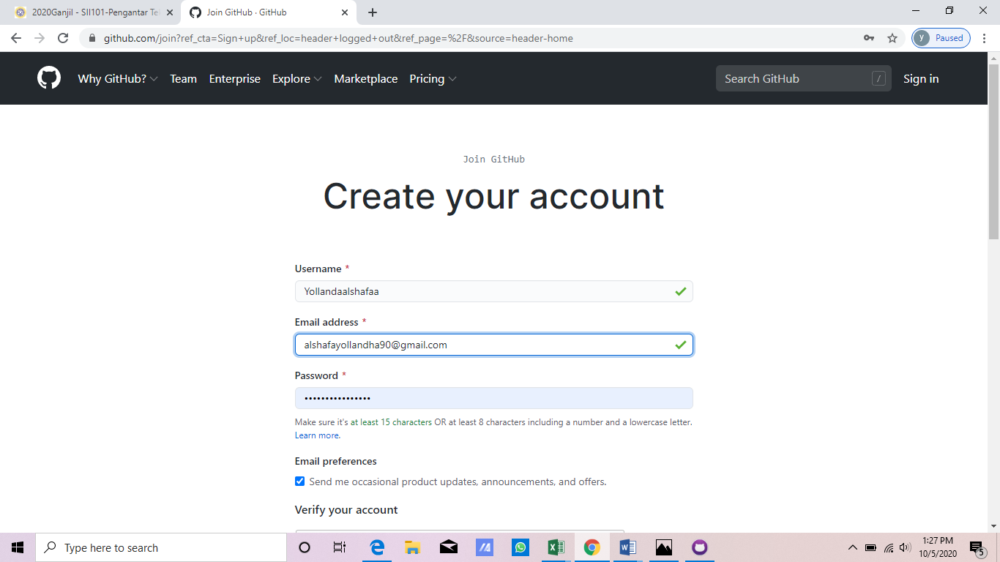 2020Ganjil - SII101-Pengantar Te
Join GitHub · GitHub
github.com/join?ref_cta=Sign+up&ref_loc=header+logged+out&ref_page=%2F&source=header-home
y Paused
Why GitHub? Team Enterprise Explore Marketplace Pricing
Search GitHub /
Sign in
Join GitHub
Create your account
Username *
Yollandaalshafaa
Email address *
alshafayollandha90@gmail.com
Password *
••••••••••••••••
Make sure it's at least 15 characters OR at least 8 characters including a number and a lowercase letter.
Learn more.
Email preferences
Send me occasional product updates, announcements, and offers.
Verify your account
Type here to search
1:27 PM
10/5/2020
5